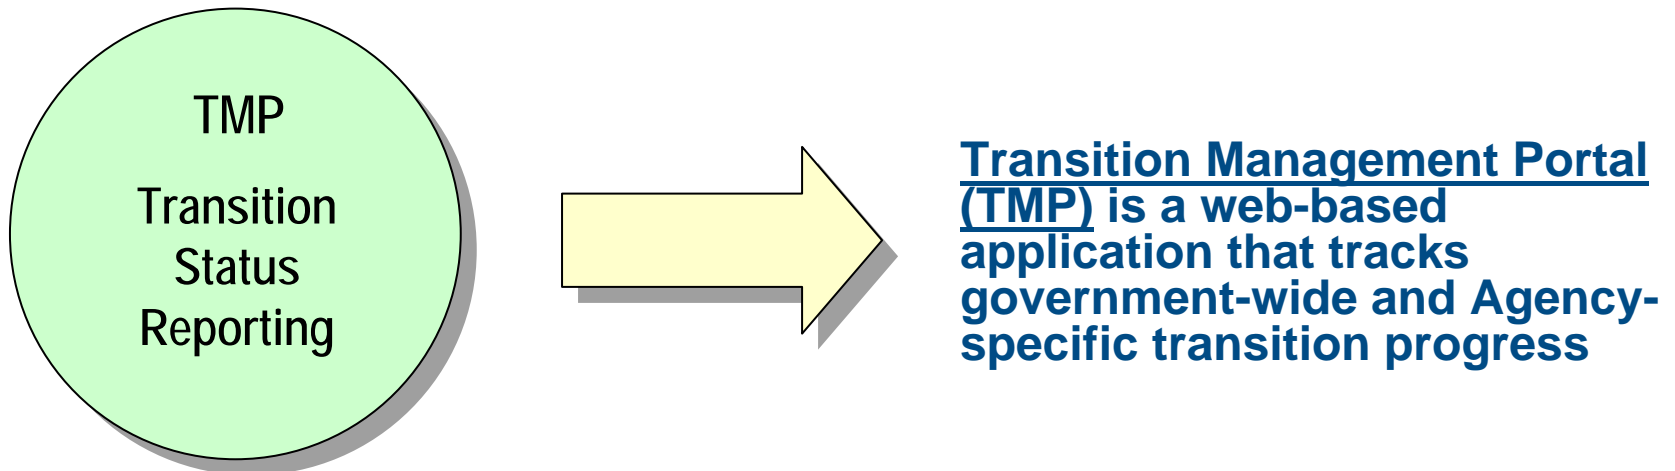 TMP
Transition
Status
Reporting
Transition Management Portal
(TMP) is a web-based
application that tracks
government-wide and Agency-
specific transition progress